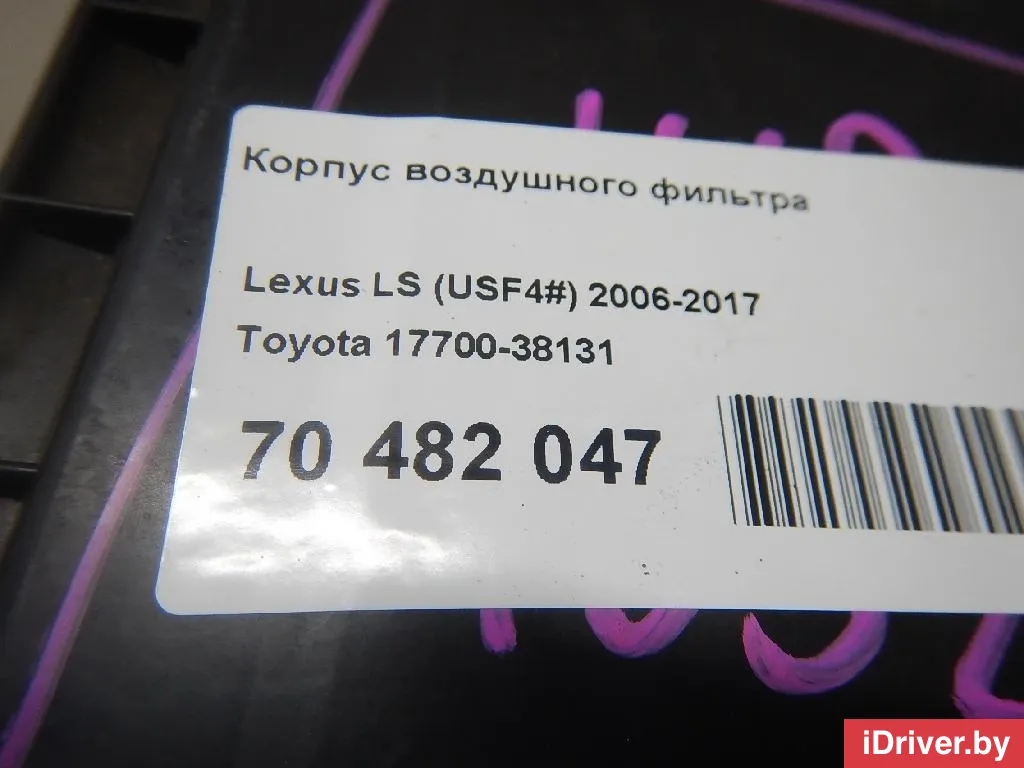 Корпус воздушного фильтра
Lexus LS (USF4#) 2006-2017
Toyota 17700-38131
70 482 047
iDriver.by